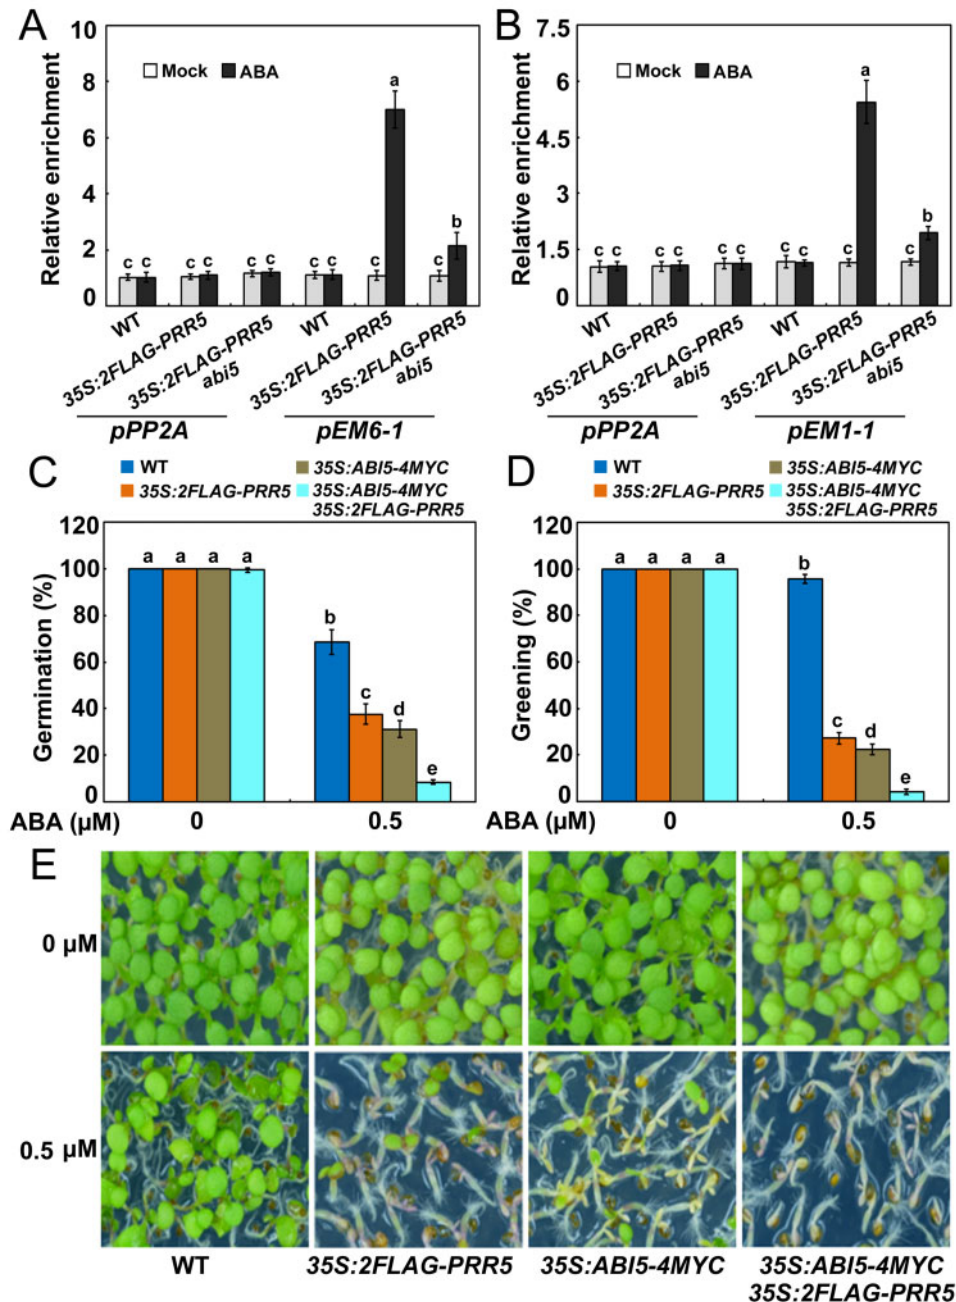 A
Relative enrichment
10
8
6
4
2
0
Mock ABA
c c c c c c c c c a c b
WT
35S:2FLAG-PRR5
35S:2FLAG-PRR5
abi5
WT
35S:2FLAG-PRR5
35S:2FLAG-PRR5
abi5
pPP2A
pEM6-1
B
Relative enrichment
7.5
6
4.5
3
1.5
0
Mock ABA
c c c c c c c c c a c b
WT
35S:2FLAG-PRR5
35S:2FLAG-PRR5
abi5
WT
35S:2FLAG-PRR5
35S:2FLAG-PRR5
abi5
pPP2A
pEM1-1
C
WT
35S:2FLAG-PRR5
35S:ABI5-4MYC
35S:ABI5-4MYC
35S:2FLAG-PRR5
Germination (%)
120
100
80
60
40
20
0
a a a a b c d e
ABA (μM) 0 0.5
D
WT
35S:2FLAG-PRR5
35S:ABI5-4MYC
35S:ABI5-4MYC
35S:2FLAG-PRR5
Greening (%)
120
100
80
60
40
20
0
a a a a b c d e
ABA (μM) 0 0.5
E
0 μM
0.5 μM
WT
35S:2FLAG-PRR5
35S:ABI5-4MYC
35S:ABI5-4MYC
35S:2FLAG-PRR5